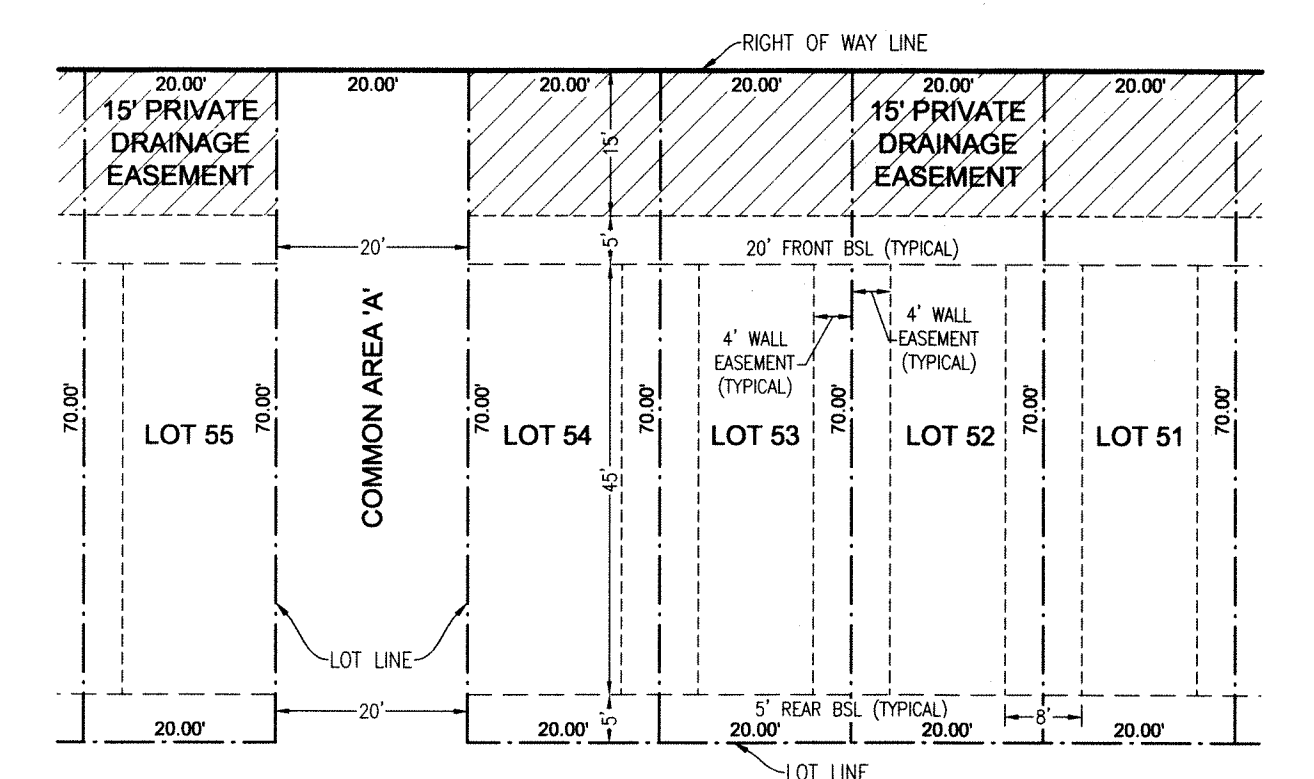 RIGHT OF WAY LINE
20.00'
20.00'
20.00'
20.00'
20.00'
20.00'
15' PRIVATE
DRAINAGE
EASEMENT
15'
15' PRIVATE
DRAINAGE
EASEMENT
20'
5'
20' FRONT BSL (TYPICAL)
COMMON AREA 'A'
4' WALL
EASEMENT
(TYPICAL)
4' WALL
EASEMENT
(TYPICAL)
70.00'
LOT 55
70.00'
70.00'
LOT 54
70.00'
LOT 53
70.00'
LOT 52
70.00'
LOT 51
70.00'
45'
LOT LINE
20'
5'
5' REAR BSL (TYPICAL)
8'
20.00'
20.00'
20.00'
20.00'
20.00'
LOT LINE